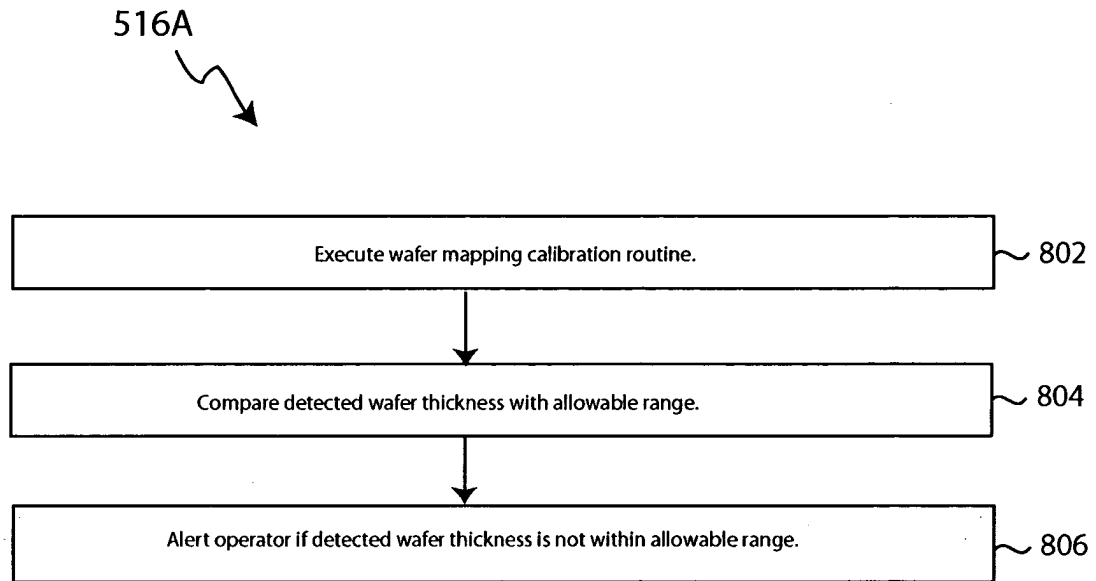 516A
Execute wafer mapping calibration routine.
802
Compare detected wafer thickness with allowable range.
804
Alert operator if detected wafer thickness is not within allowable range.
806